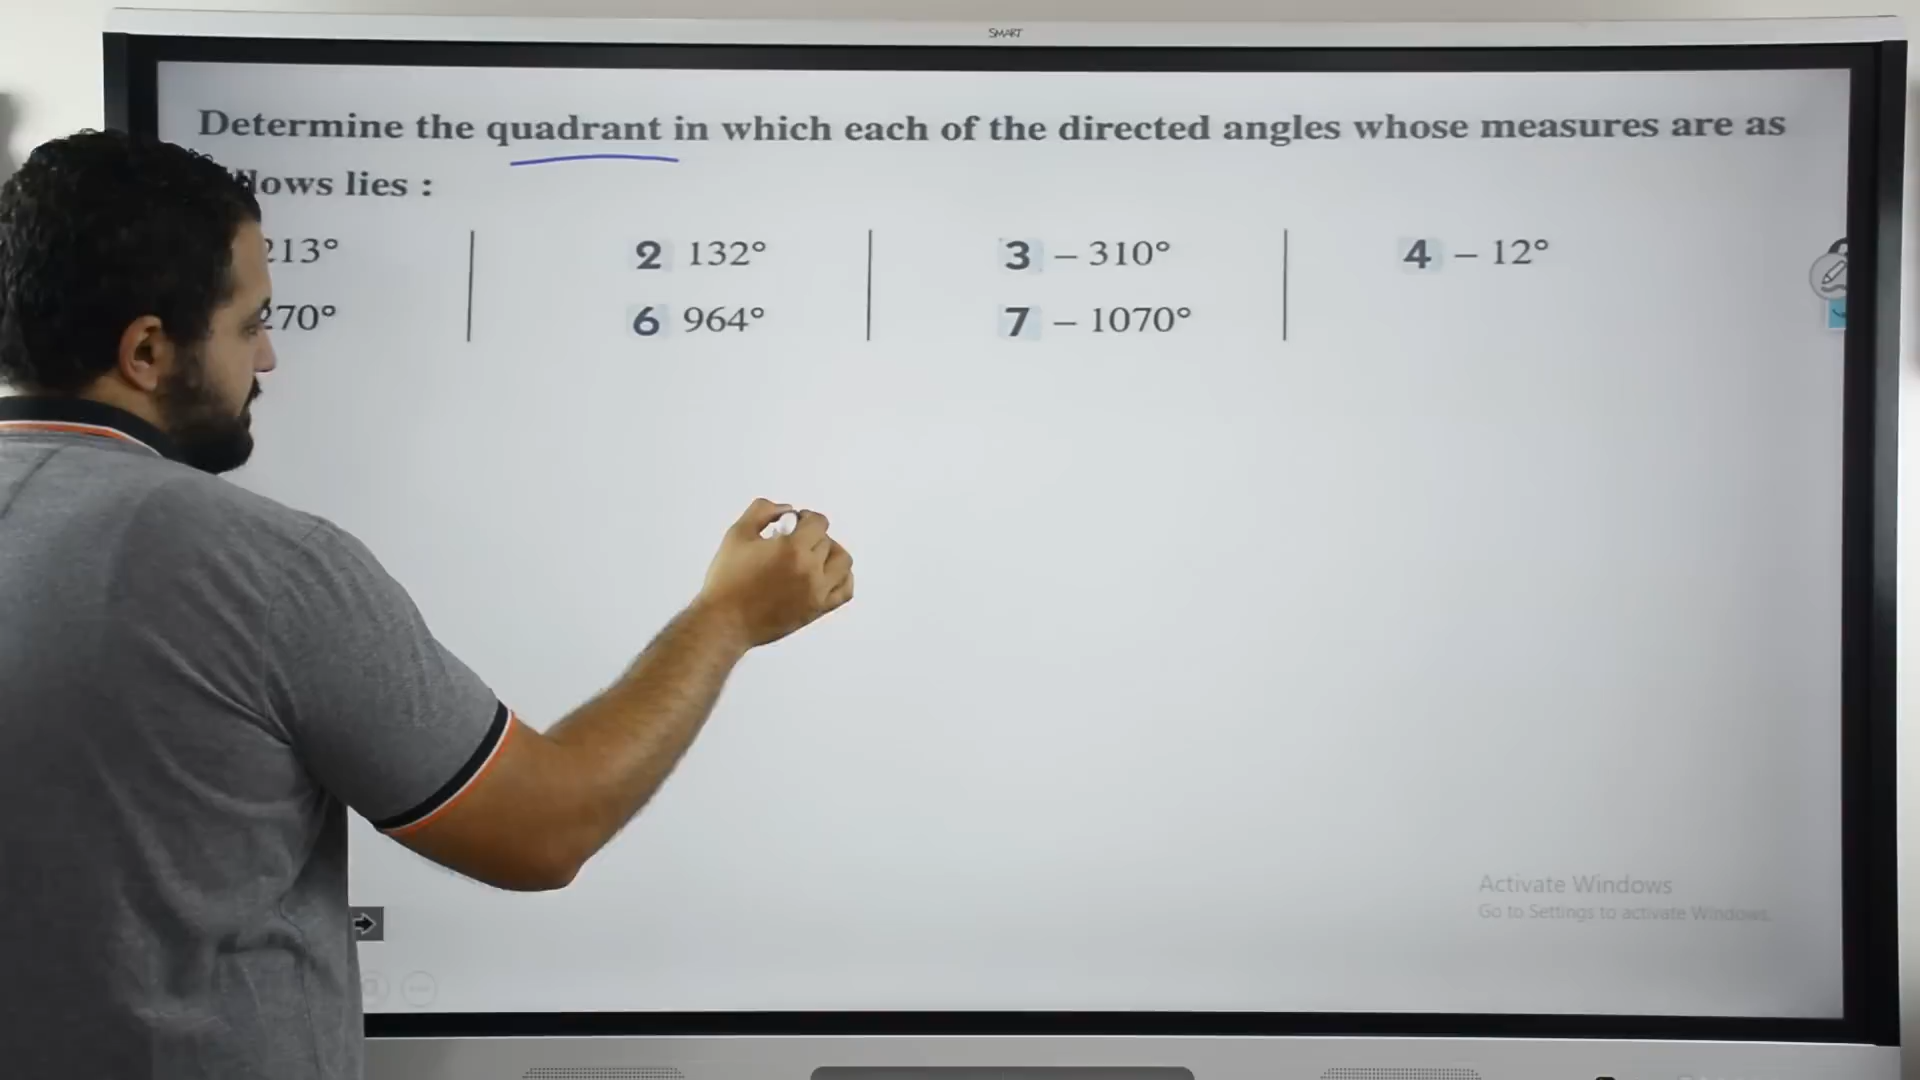 SMART
Determine the quadrant in which each of the directed angles whose measures are as
lows lies :
213° 2 132° 3 – 310° 4 – 12°
270° 6 964° 7 – 1070°
Activate Windows
Go to Settings to activate Windows.